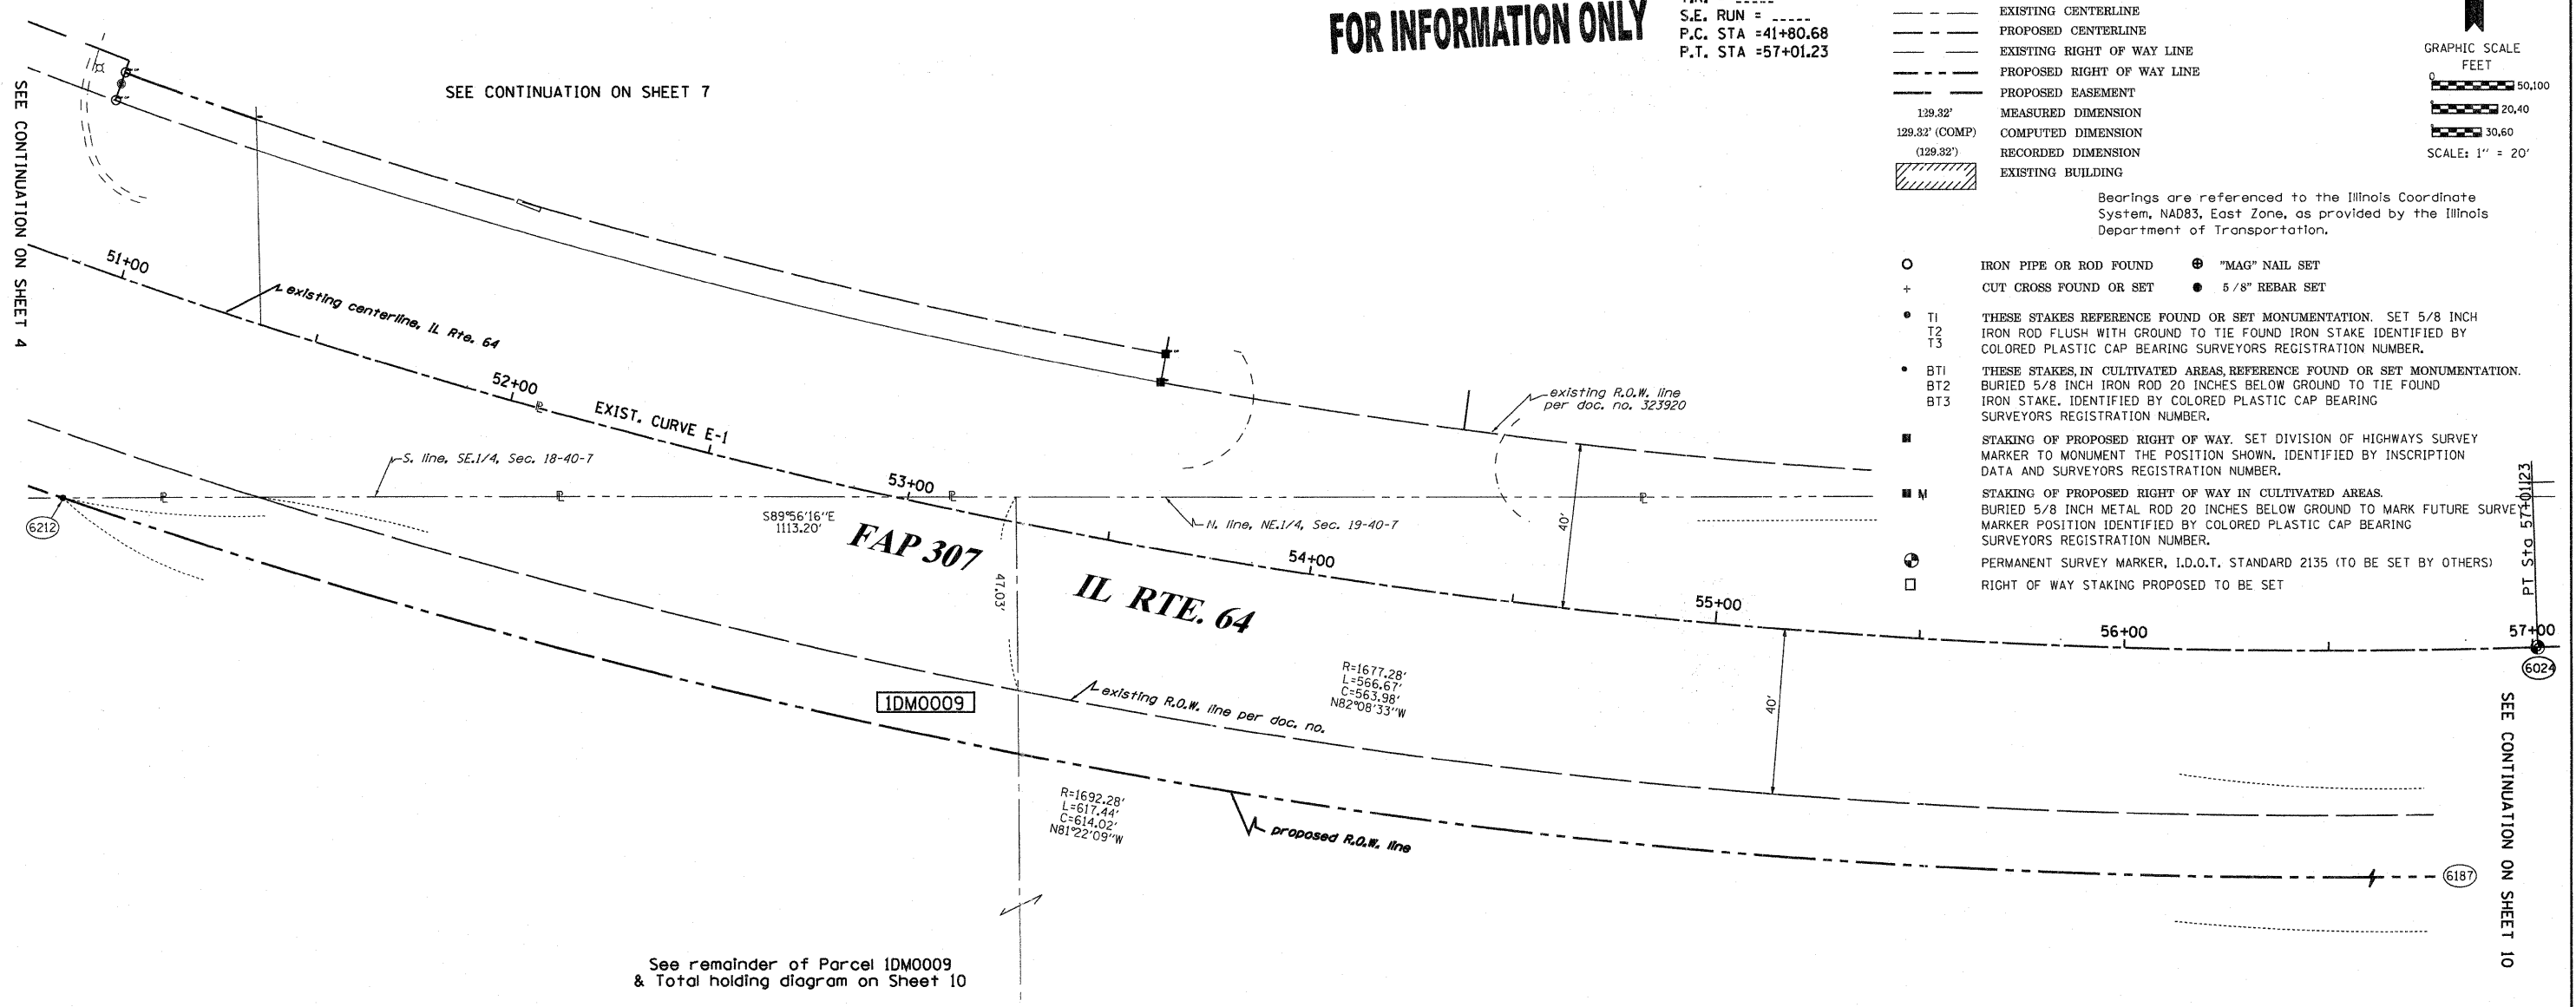 FOR INFORMATION ONLY
S.E. RUN = -----
P.C. STA =41+80.68
P.T. STA =57+01.23
EXISTING CENTERLINE
PROPOSED CENTERLINE
EXISTING RIGHT OF WAY LINE
PROPOSED RIGHT OF WAY LINE
PROPOSED EASEMENT
129.32' MEASURED DIMENSION
129.32' (COMP) COMPUTED DIMENSION
(129.32') RECORDED DIMENSION
EXISTING BUILDING
GRAPHIC SCALE
FEET
0
50,100
20,40
30,60
SCALE: 1" = 20'
Bearings are referenced to the Illinois Coordinate
System, NAD83, East Zone, as provided by the Illinois
Department of Transportation.
IRON PIPE OR ROD FOUND
"MAG" NAIL SET
CUT CROSS FOUND OR SET
5/8" REBAR SET
T1 THESE STAKES REFERENCE FOUND OR SET MONUMENTATION. SET 5/8 INCH
T2 IRON ROD FLUSH WITH GROUND TO TIE FOUND IRON STAKE IDENTIFIED BY
T3 COLORED PLASTIC CAP BEARING SURVEYORS REGISTRATION NUMBER.
BT1 THESE STAKES, IN CULTIVATED AREAS, REFERENCE FOUND OR SET MONUMENTATION.
BT2 BURIED 5/8 INCH IRON ROD 20 INCHES BELOW GROUND TO TIE FOUND
BT3 IRON STAKE. IDENTIFIED BY COLORED PLASTIC CAP BEARING
SURVEYORS REGISTRATION NUMBER.
STAKING OF PROPOSED RIGHT OF WAY. SET DIVISION OF HIGHWAYS SURVEY
MARKER TO MONUMENT THE POSITION SHOWN. IDENTIFIED BY INSCRIPTION
DATA AND SURVEYORS REGISTRATION NUMBER.
M STAKING OF PROPOSED RIGHT OF WAY IN CULTIVATED AREAS.
BURIED 5/8 INCH METAL ROD 20 INCHES BELOW GROUND TO MARK FUTURE SURVEY
MARKER POSITION IDENTIFIED BY COLORED PLASTIC CAP BEARING
SURVEYORS REGISTRATION NUMBER.
PERMANENT SURVEY MARKER, I.D.O.T. STANDARD 2135 (TO BE SET BY OTHERS)
RIGHT OF WAY STAKING PROPOSED TO BE SET
SEE CONTINUATION ON SHEET 7
SEE CONTINUATION ON SHEET 4
51+00
existing centerline, IL Rte. 64
52+00
EXIST. CURVE E-1
S. line, SE.1/4, Sec. 18-40-7
6212
53+00
S89°56'16"E
1113.20'
FAP 307
47.03'
N. line, NE.1/4, Sec. 19-40-7
existing R.O.W. line
per doc. no. 323920
40'
54+00
IL RTE. 64
55+00
56+00
57+00
PT Sta 57+01.23
6024
R=1677.28'
L=566.67'
C=563.98'
N82°08'33"W
40'
1DM0009
existing R.O.W. line per doc. no.
R=1692.28'
L=617.44'
C=614.02'
N81°22'09"W
proposed R.O.W. line
6187
SEE CONTINUATION ON SHEET 10
See remainder of Parcel 1DM0009
& Total holding diagram on Sheet 10